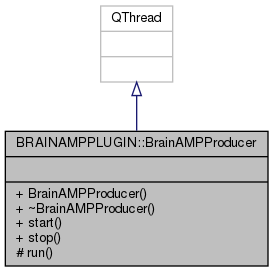 QThread
BRAINAMPPLUGIN::BrainAMPProducer
+ BrainAMPProducer()
+ ~BrainAMPProducer()
+ start()
+ stop()
# run()